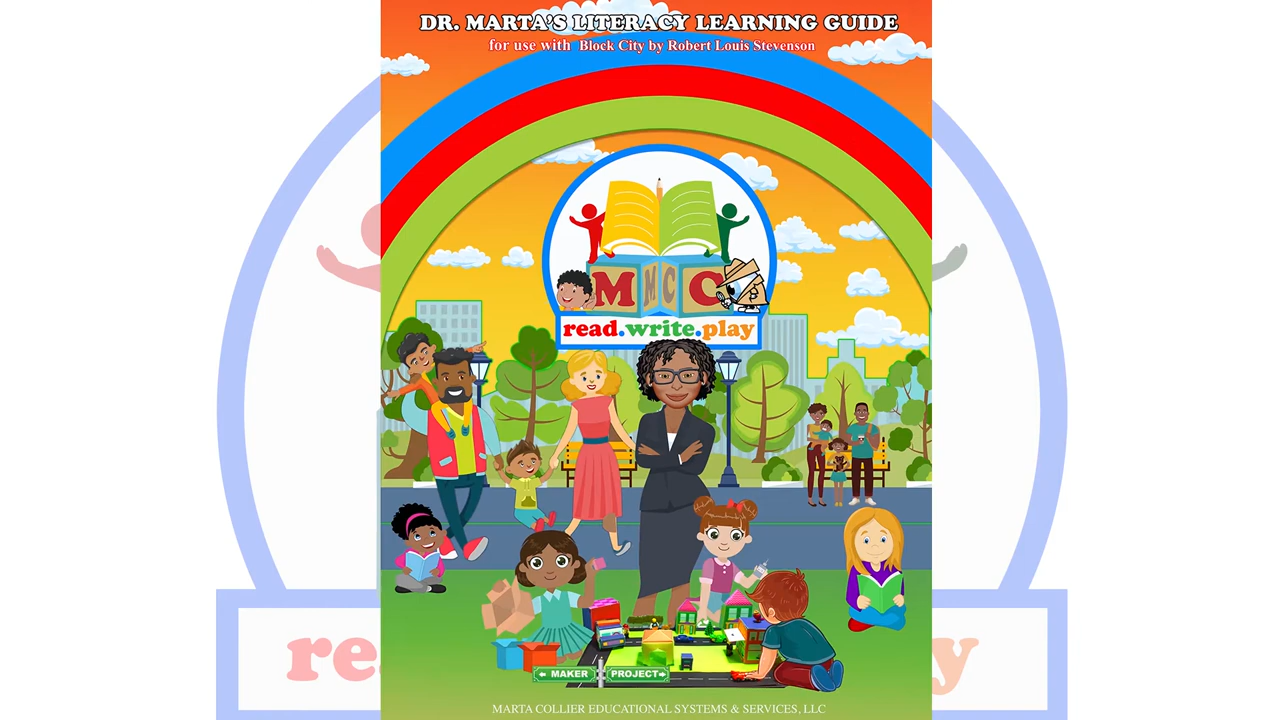 DR. MARTA'S LITERACY LEARNING GUIDE
for use with Block City by Robert Louis Stevenson
M M C C
read.write.play
re
y
← MAKER PROJECT→
MARTA COLLIER EDUCATIONAL SYSTEMS & SERVICES, LLC